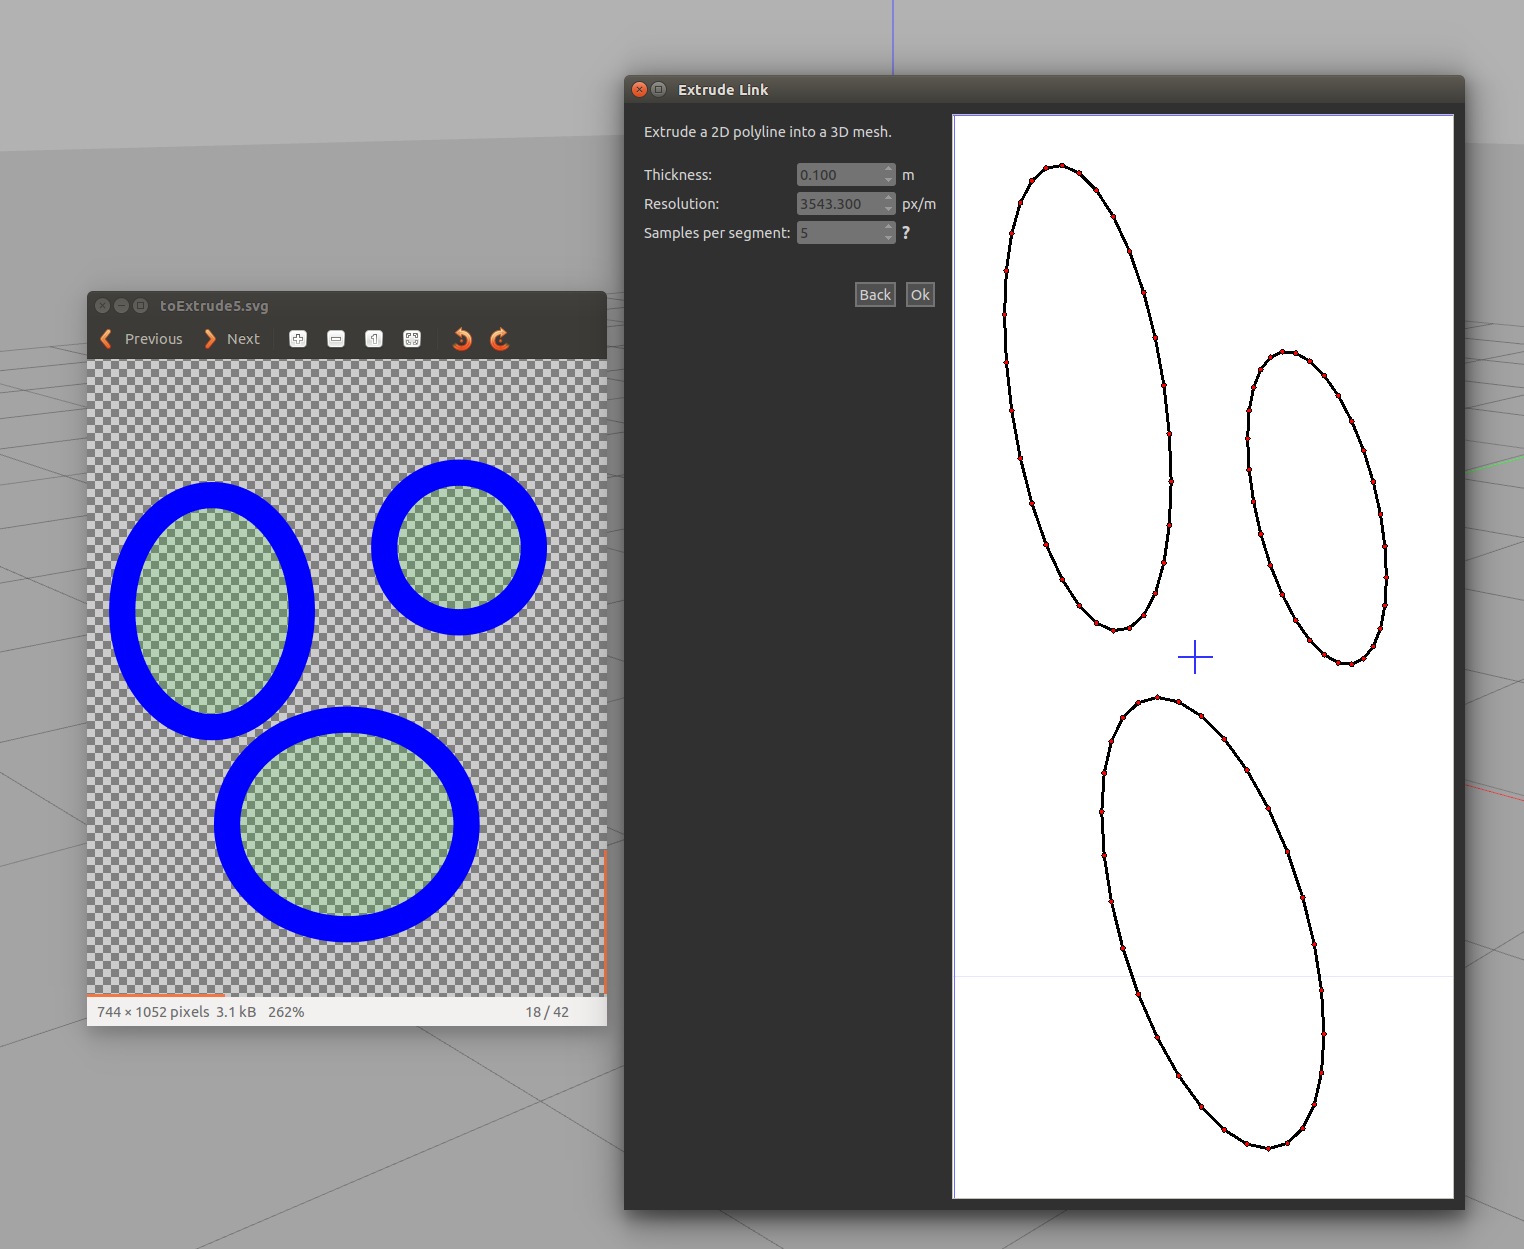 Extrude Link
Extrude a 2D polyline into a 3D mesh.
Thickness: 0.100 m
Resolution: 3543.300 px/m
Samples per segment: 5 ?
Back Ok
toExtrude5.svg
Previous Next
744 × 1052 pixels 3.1 kB 262% 18 / 42